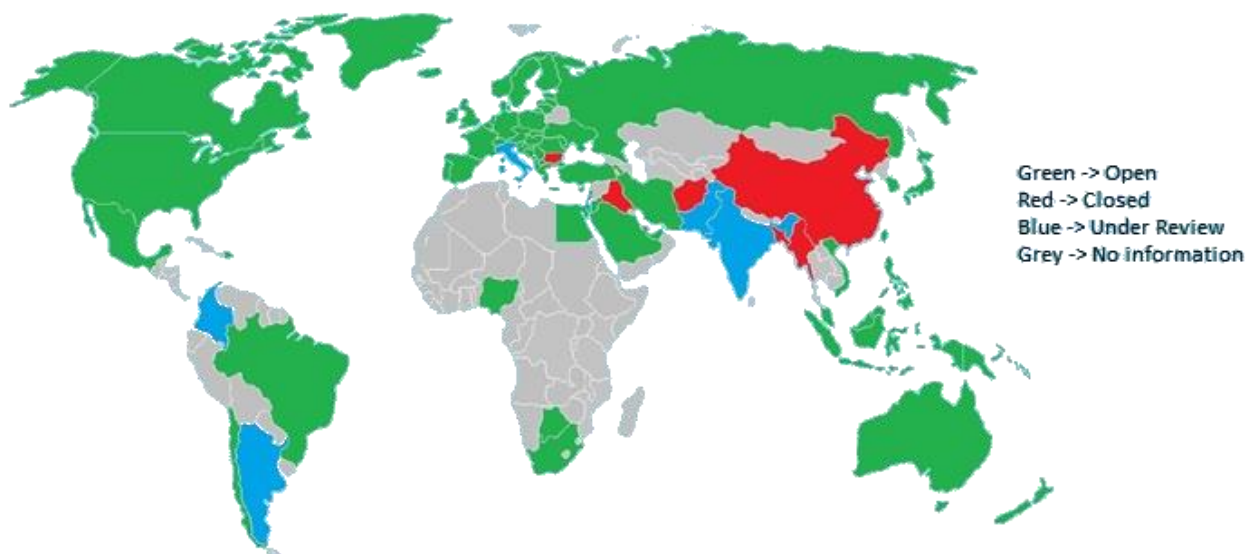 Green -> Open
Red -> Closed
Blue -> Under Review
Grey -> No information